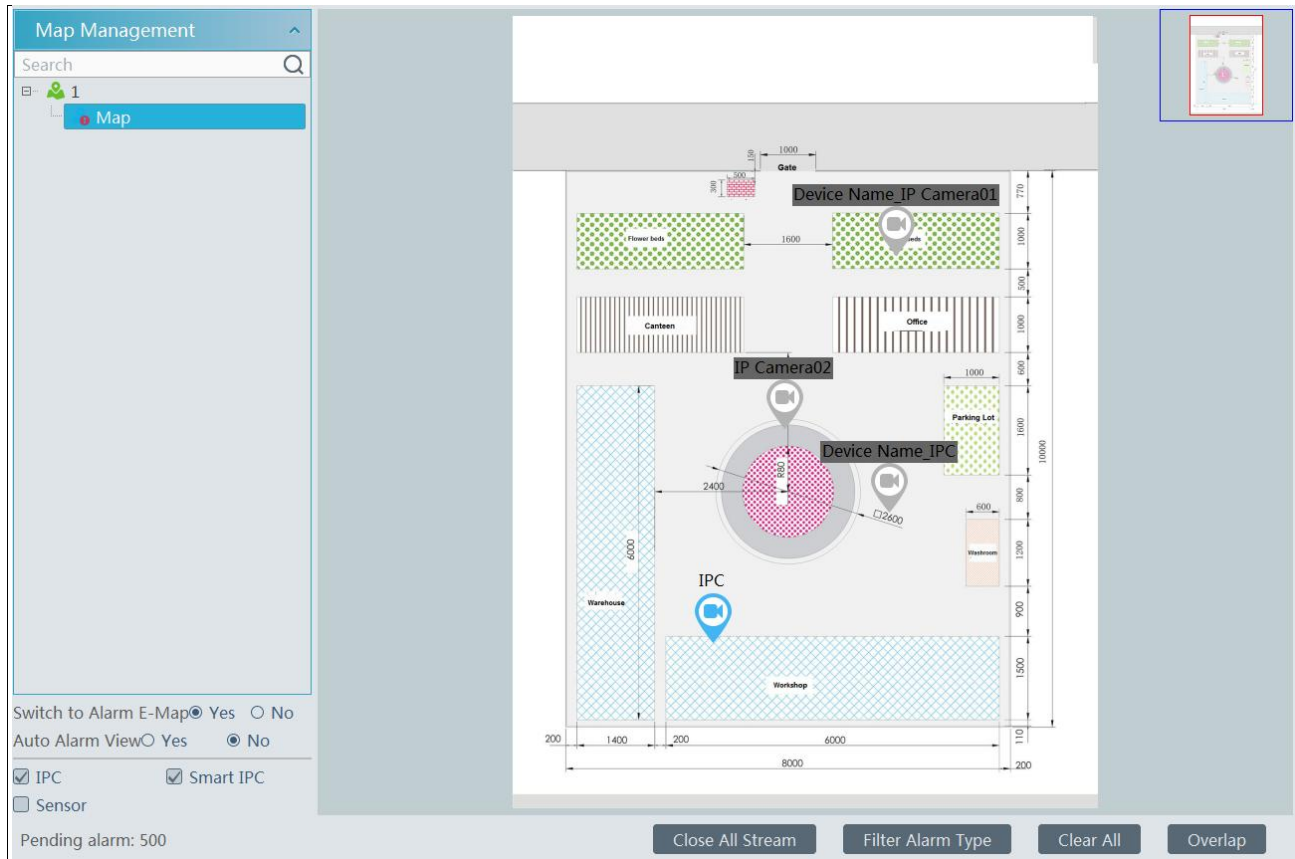 Map Management
Search
1
Map
Switch to Alarm E-Map Yes No
Auto Alarm View Yes No
IPC Smart IPC
Sensor
Pending alarm: 500
1000
150
Gate
500
300
770
Device Name_IP Camera01
Flower beds
1600
beds
1000
500
Canteen
Office
1000
IP Camera02
600
1000
Parking Lot
1600
10000
Device Name_IPC
R80
2400
□2600
800
600
6000
Washroom
1200
IPC
Warehouse
900
Workshop
1500
200 1400 200 6000 110
8000 200
Close All Stream Filter Alarm Type Clear All Overlap